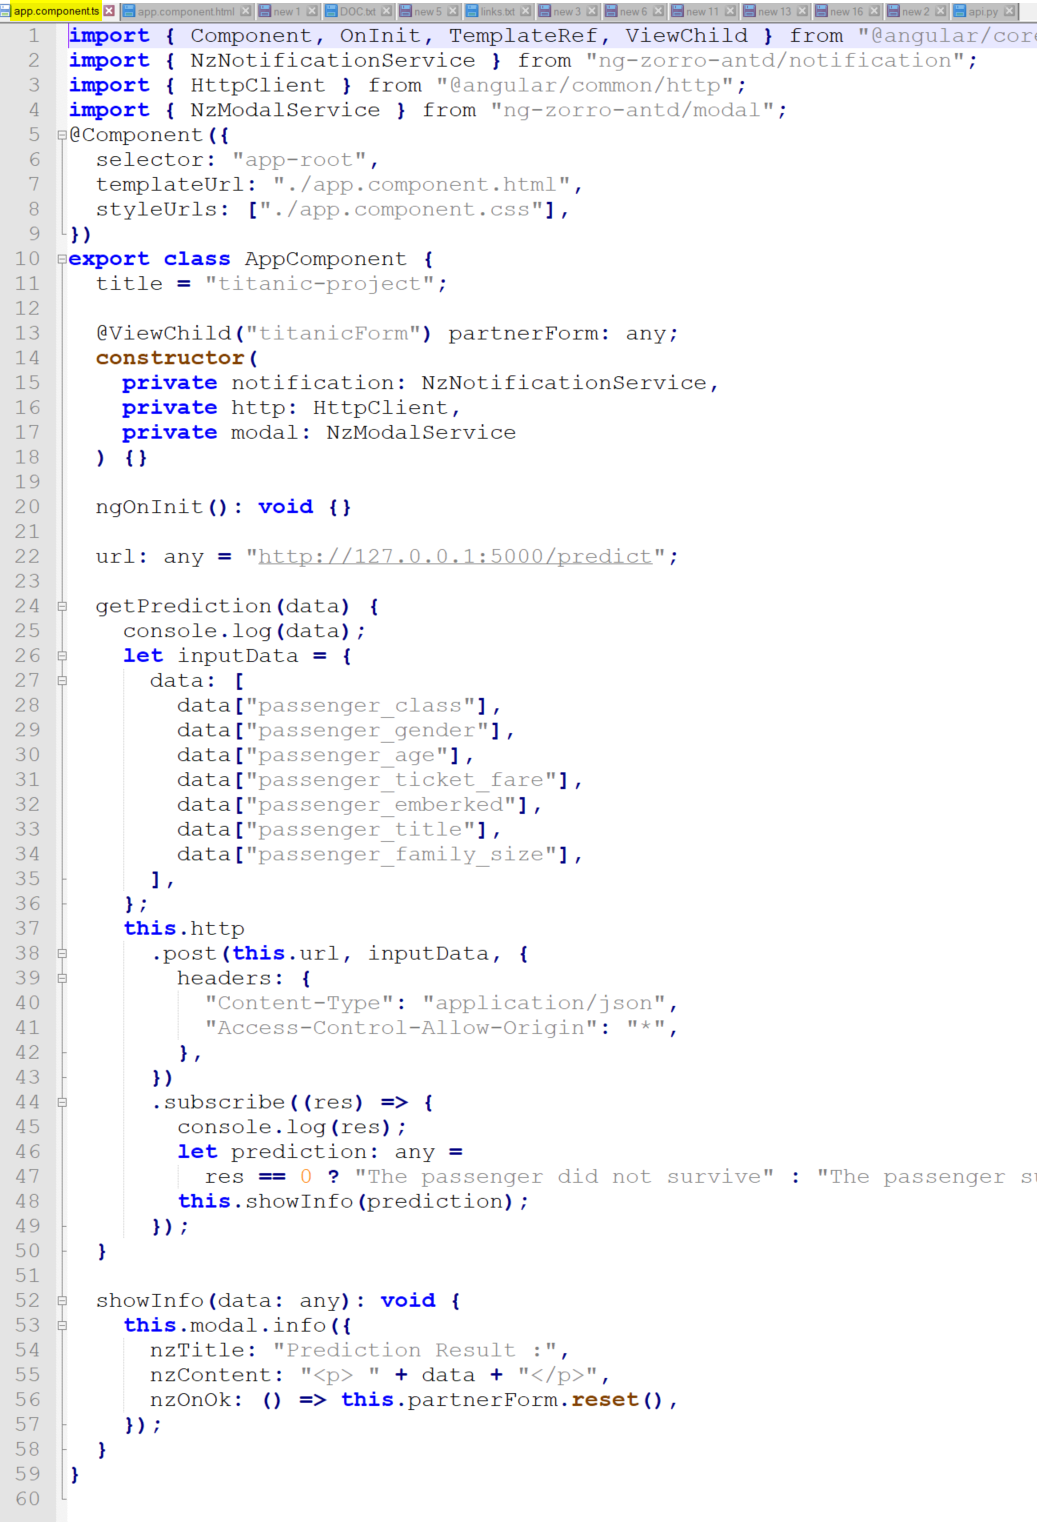 app.component.ts app.component.html new 1 DOC.txt new 5 links.txt new 3 new 6 new 11 new 13 new 16 new 2 api.py
1 import { Component, OnInit, TemplateRef, ViewChild } from "@angular/core
2 import { NzNotificationService } from "ng-zorro-antd/notification";
3 import { HttpClient } from "@angular/common/http";
4 import { NzModalService } from "ng-zorro-antd/modal";
5 @Component({
6   selector: "app-root",
7   templateUrl: "./app.component.html",
8   styleUrls: ["./app.component.css"],
9 })
10 export class AppComponent {
11   title = "titanic-project";
12
13   @ViewChild("titanicForm") partnerForm: any;
14   constructor(
15     private notification: NzNotificationService,
16     private http: HttpClient,
17     private modal: NzModalService
18   ) {}
19
20   ngOnInit(): void {}
21
22   url: any = "http://127.0.0.1:5000/predict";
23
24   getPrediction(data) {
25     console.log(data);
26     let inputData = {
27       data: [
28         data["passenger_class"],
29         data["passenger_gender"],
30         data["passenger_age"],
31         data["passenger_ticket_fare"],
32         data["passenger_emberked"],
33         data["passenger_title"],
34         data["passenger_family_size"],
35       ],
36     };
37     this.http
38       .post(this.url, inputData, {
39         headers: {
40           "Content-Type": "application/json",
41           "Access-Control-Allow-Origin": "*",
42         },
43       })
44       .subscribe((res) => {
45         console.log(res);
46         let prediction: any =
47           res == 0 ? "The passenger did not survive" : "The passenger
48         this.showInfo(prediction);
49       });
50   }
51
52   showInfo(data: any): void {
53     this.modal.info({
54       nzTitle: "Prediction Result :",
55       nzContent: "<p> " + data + "</p>",
56       nzOnOk: () => this.partnerForm.reset(),
57     });
58   }
59 }
60